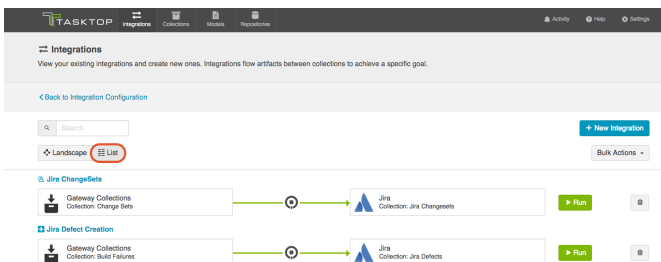 TASKTOP
Integrations
Collections
Models
Repositories
Activity
Help
Settings
Integrations
View your existing integrations and create new ones. Integrations flow artifacts between collections to achieve a specific goal.
Back to Integration Configuration
Search
+ New Integration
Landscape
List
Bulk Actions
Jira ChangeSets
Gateway Collections
Collection: Change Sets
Jira
Collection: Jira Changesets
Run
Jira Defect Creation
Gateway Collections
Collection: Build Failures
Jira
Collection: Jira Defects
Run